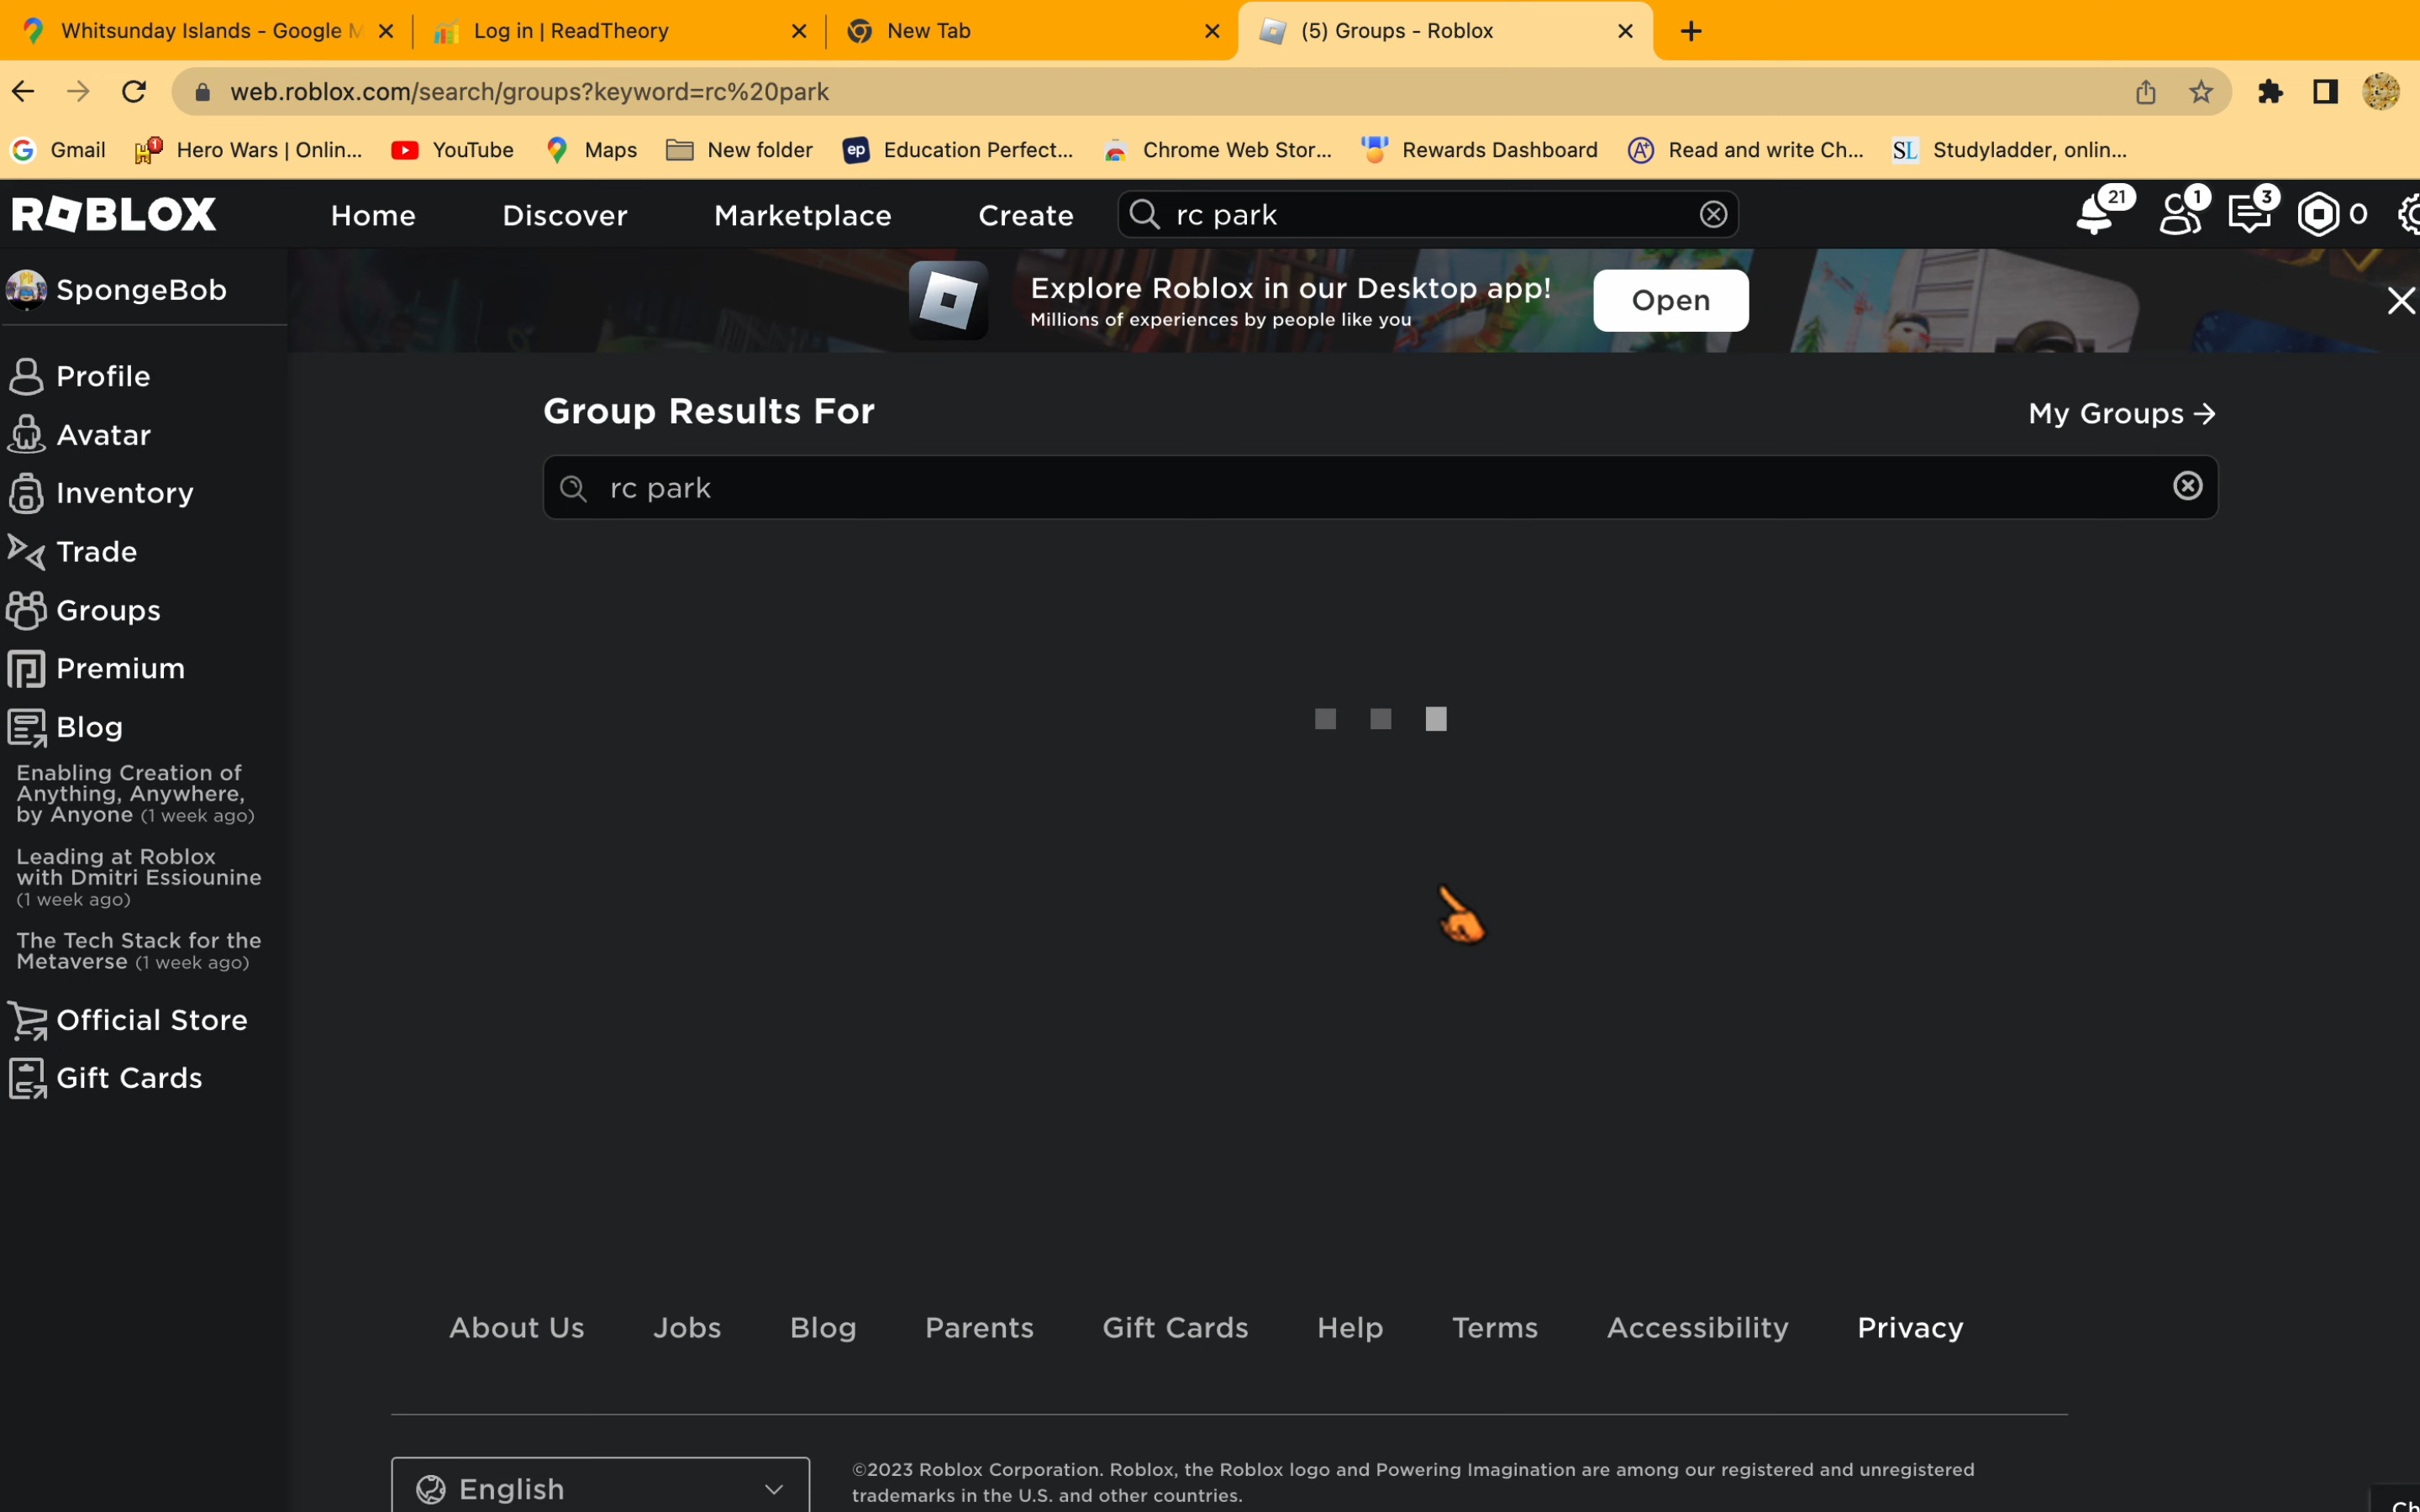 Whitsunday Islands - Google M
Log in | ReadTheory
New Tab
(5) Groups - Roblox
web.roblox.com/search/groups?keyword=rc%20park
Gmail
1
Hero Wars | Onlin...
YouTube
Maps
New folder
ep
Education Perfect...
Chrome Web Stor...
Rewards Dashboard
A+
Read and write Ch...
SL
Studyladder, onlin...
ROBLOX
Home
Discover
Marketplace
Create
rc park
21
1
3
0
SpongeBob
Explore Roblox in our Desktop app!
Millions of experiences by people like you
Open
Profile
Avatar
Inventory
Trade
Groups
Premium
Blog
Enabling Creation of
Anything, Anywhere,
by Anyone (1 week ago)
Leading at Roblox
with Dmitri Essiounine
(1 week ago)
The Tech Stack for the
Metaverse (1 week ago)
Official Store
Gift Cards
Group Results For
My Groups
rc park
About Us
Jobs
Blog
Parents
Gift Cards
Help
Terms
Accessibility
Privacy
English
©2023 Roblox Corporation. Roblox, the Roblox logo and Powering Imagination are among our registered and unregistered
trademarks in the U.S. and other countries.